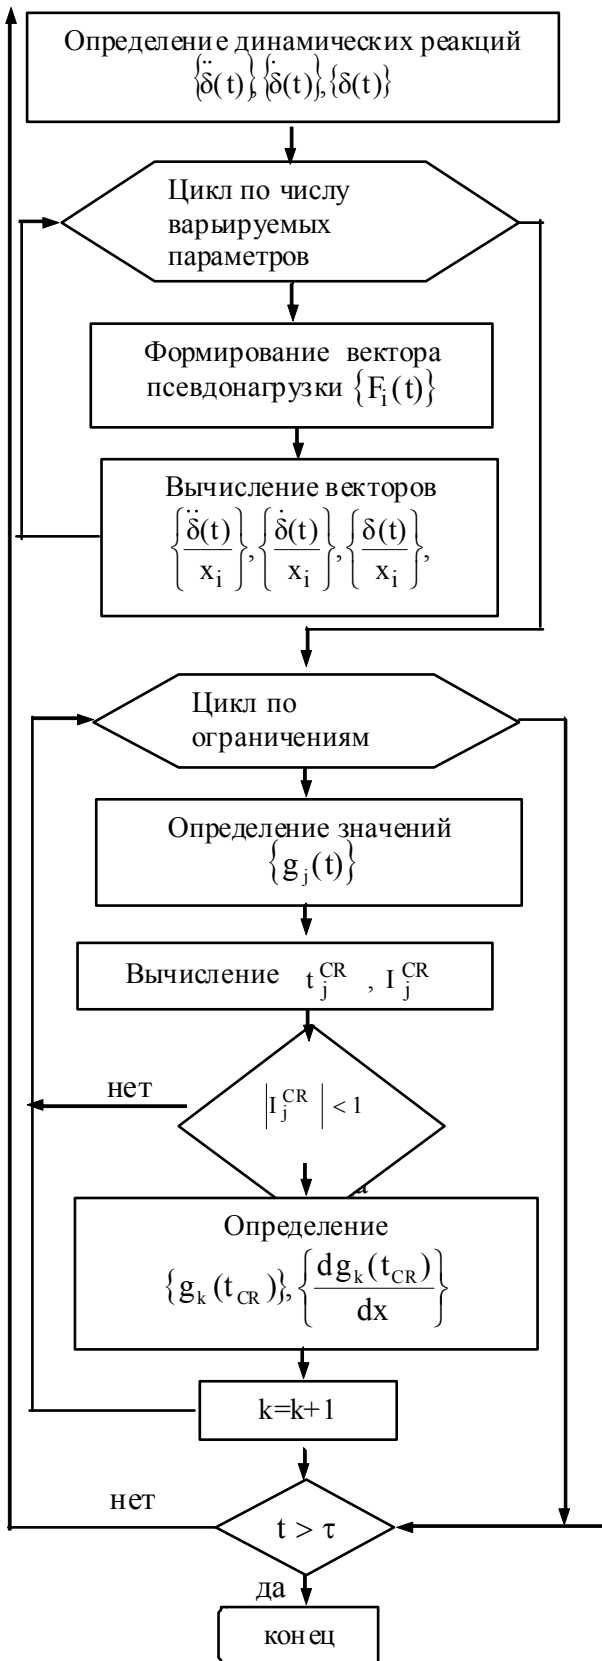 Определение динамических реакций
{δ̈(t)}, {δ̇(t)}, {δ(t)}
Цикл по числу
варьируемых
параметров
Формирование вектора
псевдонагрузки {F_i(t)}
Вычисление векторов
{δ̈(t)/x_i}, {δ̇(t)/x_i}, {δ(t)/x_i},
Цикл по
ограничениям
Определение значений
{g_j(t)}
Вычисление t_j^CR , I_j^CR
нет
|I_j^CR| < 1
Определение
{g_k(t_CR)}, {dg_k(t_CR)/dx}
k=k+1
нет
t > τ
да
конец